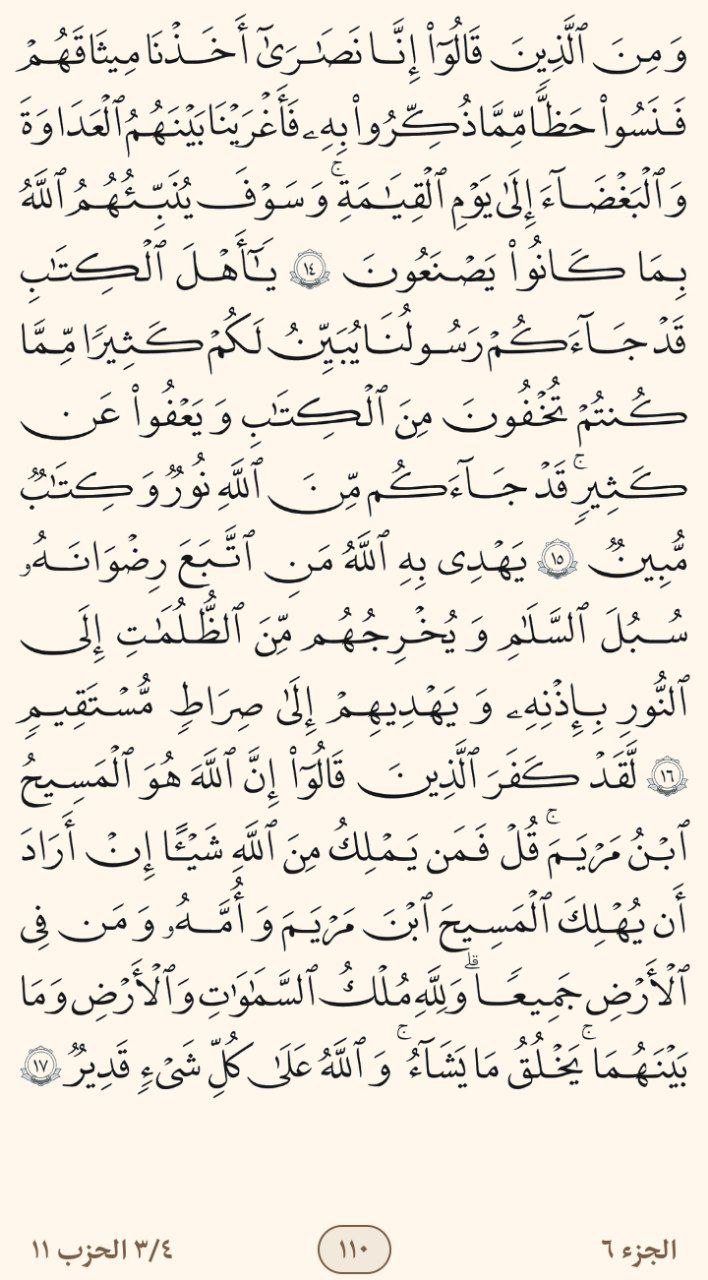 وَمِنَ ٱلَّذِينَ قَالُوٓا۟ إِنَّا نَصَـٰرَىٰٓ أَخَذْنَا مِيثَـٰقَهُمْ
فَنَسُوا۟ حَظًّا مِّمَّا ذُكِّرُوا۟ بِهِۦ فَأَغْرَيْنَا بَيْنَهُمُ ٱلْعَدَاوَةَ
وَٱلْبَغْضَآءَ إِلَىٰ يَوْمِ ٱلْقِيَـٰمَةِ ۚ وَسَوْفَ يُنَبِّئُهُمُ ٱللَّهُ
بِمَا كَانُوا۟ يَصْنَعُونَ ١٤ يَـٰٓأَهْلَ ٱلْكِتَـٰبِ
قَدْ جَآءَكُمْ رَسُولُنَا يُبَيِّنُ لَكُمْ كَثِيرًا مِّمَّا
كُنتُمْ تُخْفُونَ مِنَ ٱلْكِتَـٰبِ وَيَعْفُوا۟ عَن
كَثِيرٍ ۚ قَدْ جَآءَكُم مِّنَ ٱللَّهِ نُورٌ وَكِتَـٰبٌ
مُّبِينٌ ١٥ يَهْدِى بِهِ ٱللَّهُ مَنِ ٱتَّبَعَ رِضْوَانَهُۥ
سُبُلَ ٱلسَّلَـٰمِ وَيُخْرِجُهُم مِّنَ ٱلظُّلُمَـٰتِ إِلَى
ٱلنُّورِ بِإِذْنِهِۦ وَيَهْدِيهِمْ إِلَىٰ صِرَاطٍ مُّسْتَقِيمٍ
١٦ لَّقَدْ كَفَرَ ٱلَّذِينَ قَالُوٓا۟ إِنَّ ٱللَّهَ هُوَ ٱلْمَسِيحُ
ٱبْنُ مَرْيَمَ ۚ قُلْ فَمَن يَمْلِكُ مِنَ ٱللَّهِ شَيْـًٔا إِنْ أَرَادَ
أَن يُهْلِكَ ٱلْمَسِيحَ ٱبْنَ مَرْيَمَ وَأُمَّهُۥ وَمَن فِى
ٱلْأَرْضِ جَمِيعًا ۗ وَلِلَّهِ مُلْكُ ٱلسَّمَـٰوَٰتِ وَٱلْأَرْضِ وَمَا
بَيْنَهُمَا ۚ يَخْلُقُ مَا يَشَآءُ ۚ وَٱللَّهُ عَلَىٰ كُلِّ شَىْءٍ قَدِيرٌ ١٧
الجزء ٦ ١١٠ ٣/٤ الحزب ١١